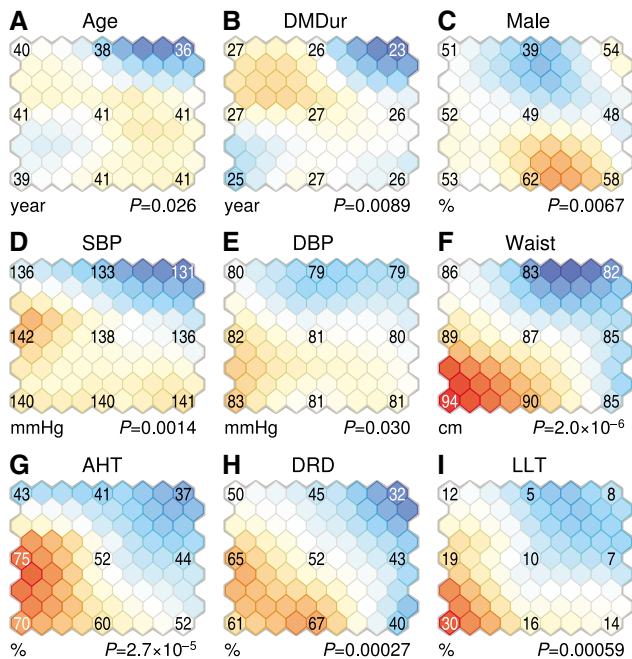 A Age
40 38 36
41 41 41
39 41 41
year P=0.026
B DMDur
27 26 23
27 27 26
25 27 26
year P=0.0089
C Male
51 39 54
52 49 48
53 62 58
% P=0.0067
D SBP
136 133 131
142 138 136
140 140 141
mmHg P=0.0014
E DBP
80 79 79
82 81 80
83 81 81
mmHg P=0.030
F Waist
86 83 82
89 87 85
94 90 85
cm P=2.0×10⁻⁶
G AHT
43 41 37
75 52 44
70 60 52
% P=2.7×10⁻⁵
H DRD
50 45 32
65 52 43
61 67 40
% P=0.00027
I LLT
12 5 8
19 10 7
30 16 14
% P=0.00059